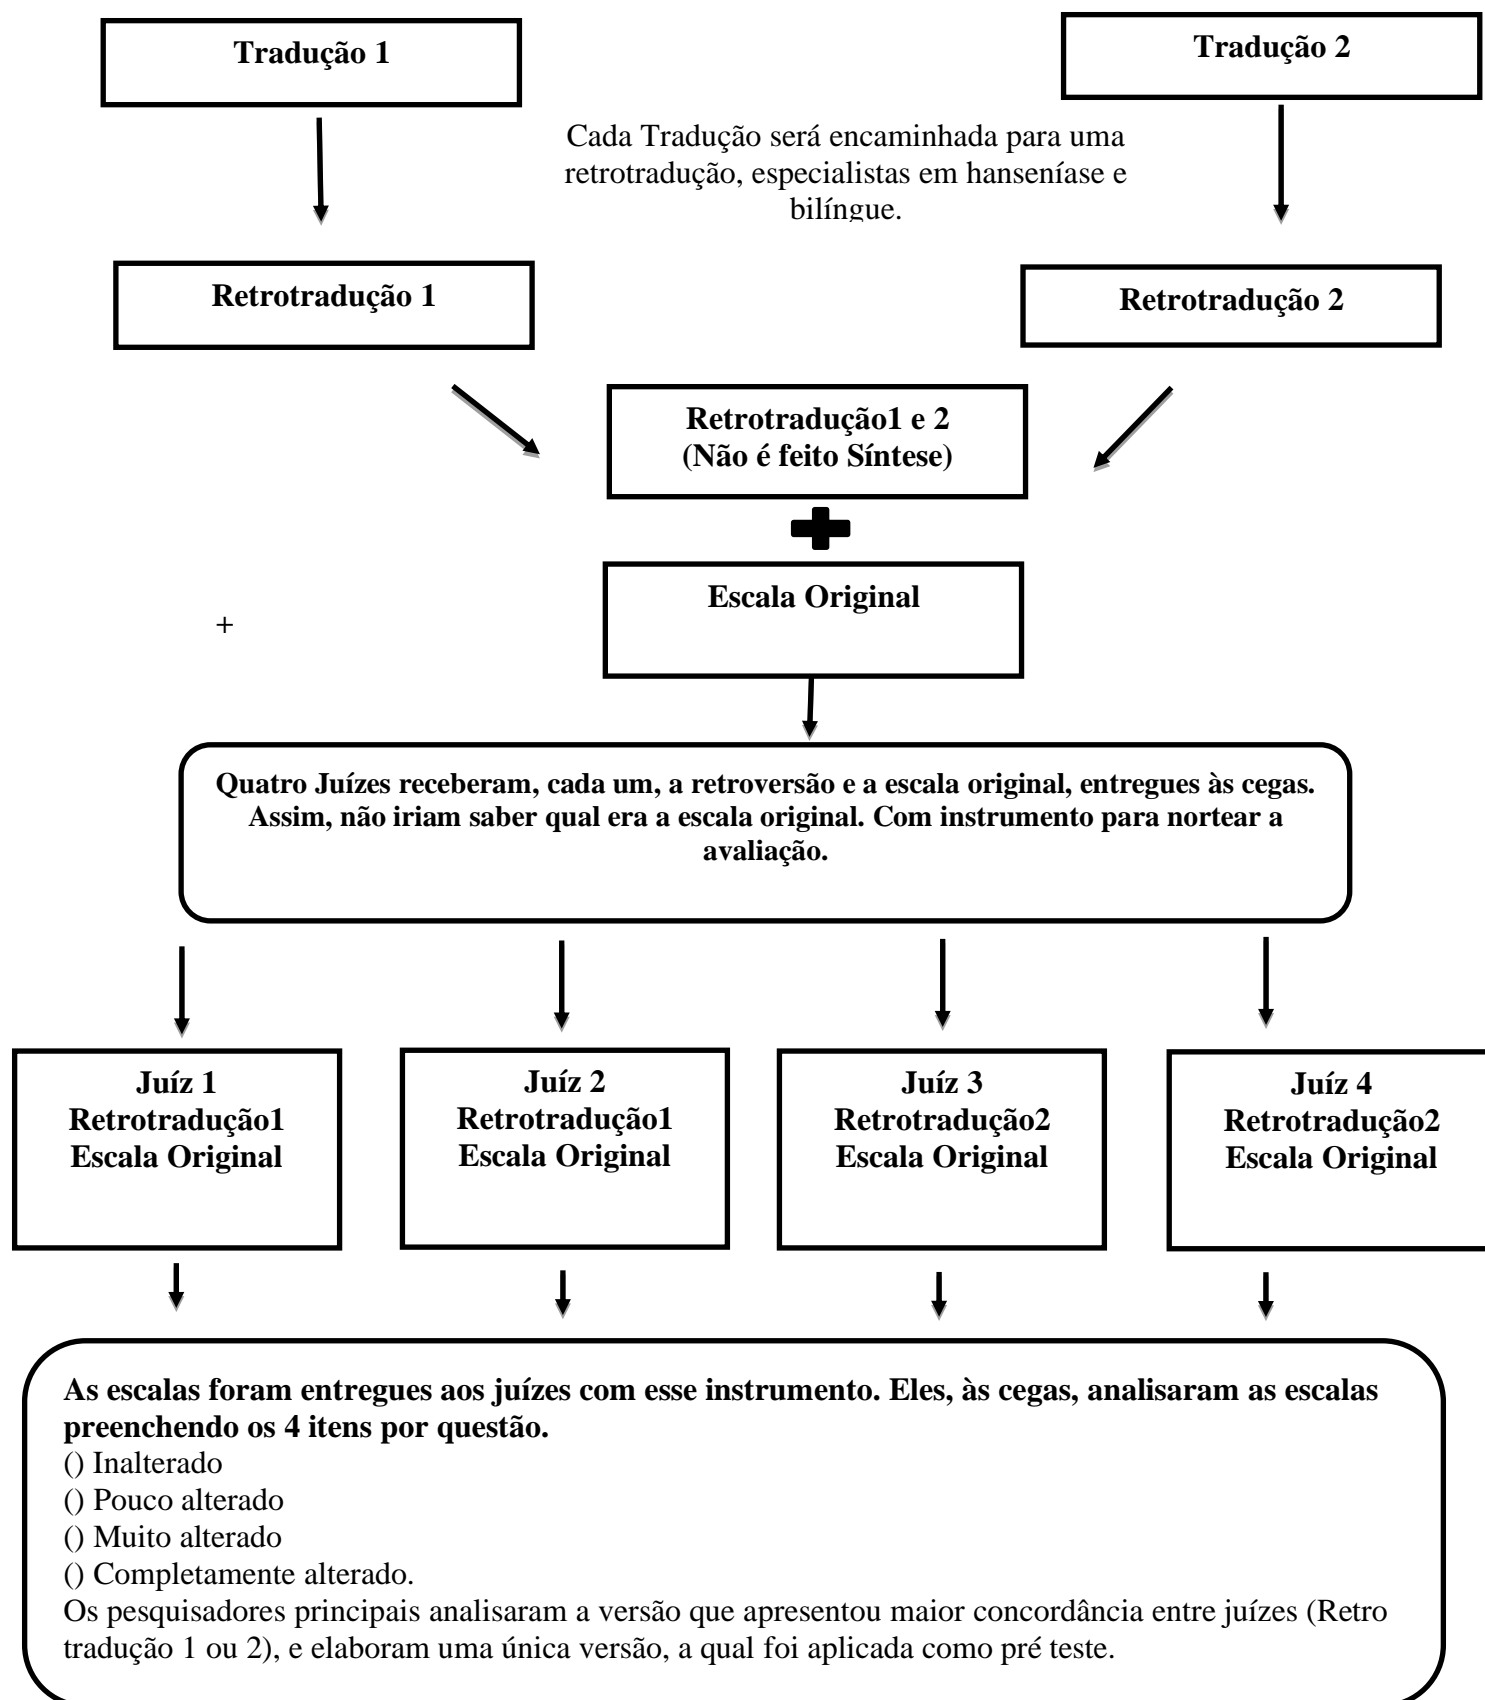 Tradução 1
Tradução 2
Cada Tradução será encaminhada para uma
retrotradução, especialistas em hanseníase e
bilíngue.
Retrotradução 1
Retrotradução 2
Retrotradução1 e 2
(Não é feito Síntese)
Escala Original
+
Quatro Juízes receberam, cada um, a retroversão e a escala original, entregues às cegas.
Assim, não iriam saber qual era a escala original. Com instrumento para nortear a
avaliação.
Juíz 1
Retrotradução1
Escala Original
Juíz 2
Retrotradução1
Escala Original
Juíz 3
Retrotradução2
Escala Original
Juíz 4
Retrotradução2
Escala Original
As escalas foram entregues aos juízes com esse instrumento. Eles, às cegas, analisaram as escalas
preenchendo os 4 itens por questão.
() Inalterado
() Pouco alterado
() Muito alterado
() Completamente alterado.
Os pesquisadores principais analisaram a versão que apresentou maior concordância entre juízes (Retro
tradução 1 ou 2), e elaboram uma única versão, a qual foi aplicada como pré teste.